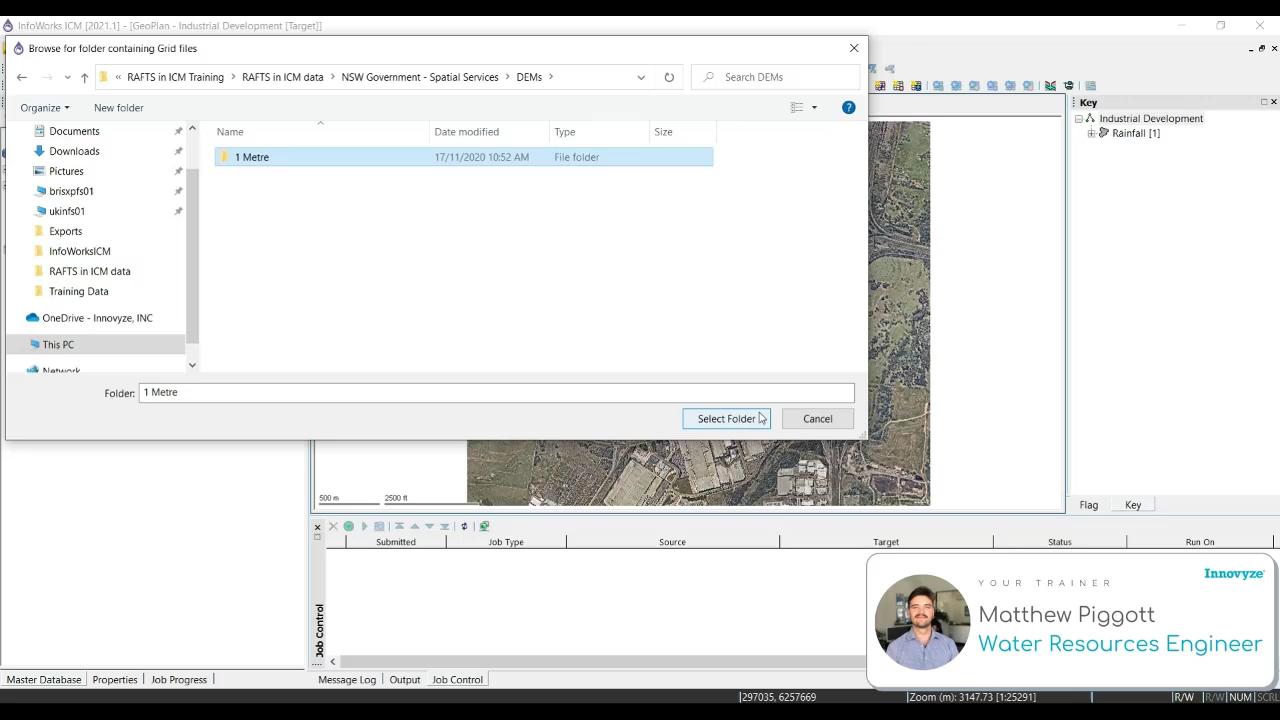 InfoWorks ICM [2021.1] - [GeoPlan - Industrial Development [Target]]
Browse for folder containing Grid files
« RAFTS in ICM Training > RAFTS in ICM data > NSW Government - Spatial Services > DEMs >
Search DEMs
Organize
New folder
Name
Date modified
Type
Size
1 Metre
17/11/2020 10:52 AM
File folder
Documents
Downloads
Pictures
brisxpfs01
ukinfs01
Exports
InfoWorksICM
RAFTS in ICM data
Training Data
OneDrive - Innovyze, INC
This PC
Network
Folder: 1 Metre
Select Folder
Cancel
Key
Industrial Development
Rainfall [1]
500 m
2500 ft
Flag
Key
Submitted
Job Type
Source
Target
Status
Run On
Job Control
Innovyze
YOUR TRAINER
Matthew Piggott
Water Resources Engineer
Master Database
Properties
Job Progress
Message Log
Output
Job Control
297035, 6257669
Zoom (m): 3147.73 [1:25291]
R/W
R/W
NUM
SCRL